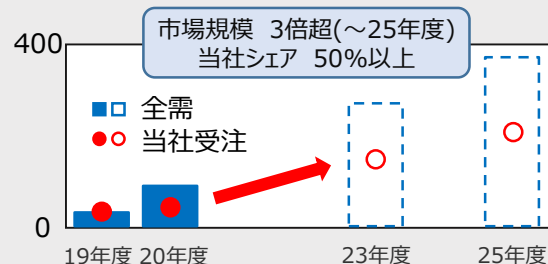 市場規模 3倍超(~25年度)
当社シェア 50%以上
400
全需
当社受注
0
19年度 20年度 23年度 25年度